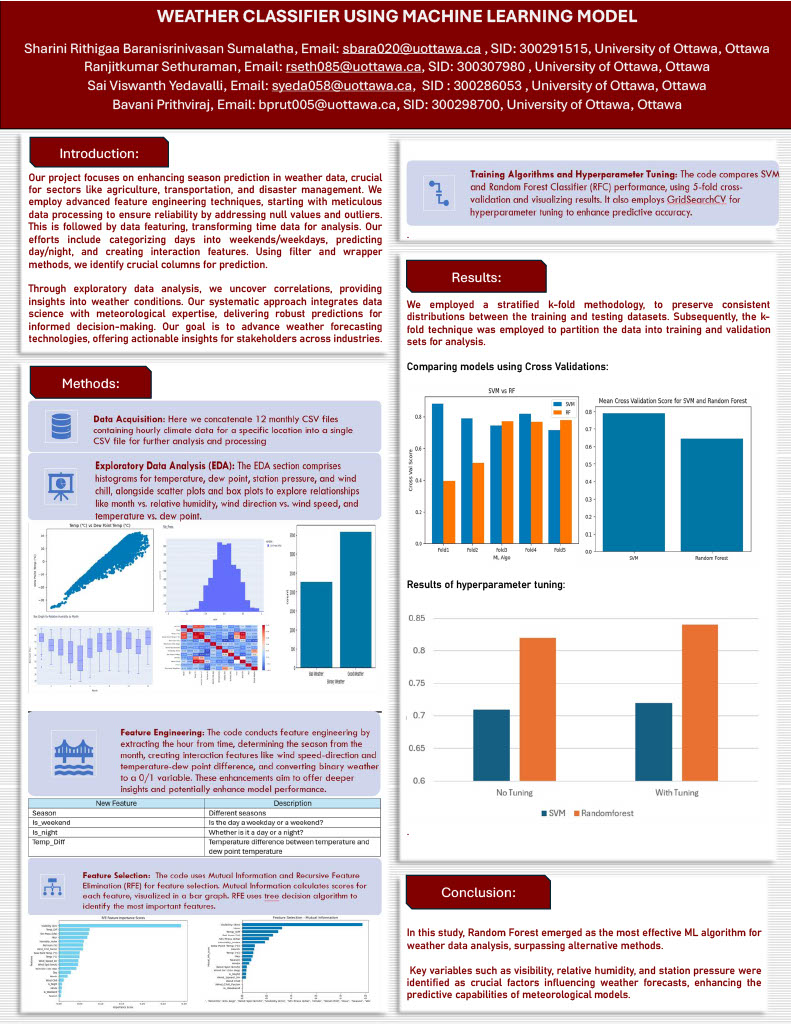 WEATHER CLASSIFIER USING MACHINE LEARNING MODEL
Sharini Rithigaa Baranisrinivasan Sumalatha, Email: sbara020@uottawa.ca , SID: 300291515, University of Ottawa, Ottawa
Ranjitkumar Sethuraman, Email: rseth085@uottawa.ca, SID: 300307980 , University of Ottawa, Ottawa
Sai Viswanth Yedavalli, Email: syeda058@uottawa.ca, SID : 300286053 , University of Ottawa, Ottawa
Bavani Prithviraj, Email: bprut005@uottawa.ca, SID: 300298700, University of Ottawa, Ottawa
Introduction:
Our project focuses on enhancing season prediction in weather data, crucial
for sectors like agriculture, transportation, and disaster management. We
employ advanced feature engineering techniques, starting with meticulous
data processing to ensure reliability by addressing null values and outliers.
This is followed by data featuring, transforming time data for analysis. Our
efforts include categorizing days into weekends/weekdays, predicting
day/night, and creating interaction features. Using filter and wrapper
methods, we identify crucial columns for prediction.
Through exploratory data analysis, we uncover correlations, providing
insights into weather conditions. Our systematic approach integrates data
science with meteorological expertise, delivering robust predictions for
informed decision-making. Our goal is to advance weather forecasting
technologies, offering actionable insights for stakeholders across industries.
Methods:
Data Acquisition: Here we concatenate 12 monthly CSV files
containing hourly climate data for a specific location into a single
CSV file for further analysis and processing
Exploratory Data Analysis (EDA): The EDA section comprises
histograms for temperature, dew point, station pressure, and wind
chill, alongside scatter plots and box plots to explore relationships
like month vs. relative humidity, wind direction vs. wind speed, and
temperature vs. dew point.
Temp (°C) vs Dew Point Temp (°C)
Feature Engineering: The code conducts feature engineering by
extracting the hour from time, determining the season from the
month, creating interaction features like wind speed-direction and
temperature-dew point difference, and converting binary weather
to a 0/1 variable. These enhancements aim to offer deeper
insights and potentially enhance model performance.
New Feature Description
Season Different seasons
Is_weekend Is the day a weekday or a weekend?
Is_night Whether is it a day or a night?
Temp_Diff Temperature difference between temperature and
dew point temperature
Feature Selection: The code uses Mutual Information and Recursive Feature
Elimination (RFE) for feature selection. Mutual Information calculates scores for
each feature, visualized in a bar graph. RFE uses tree decision algorithm to
identify the most important features.
RFE Feature Importance Scores
Feature Selection - Mutual Information
Training Algorithms and Hyperparameter Tuning: The code compares SVM
and Random Forest Classifier (RFC) performance, using 5-fold cross-
validation and visualizing results. It also employs GridSearchCV for
hyperparameter tuning to enhance predictive accuracy.
Results:
We employed a stratified k-fold methodology, to preserve consistent
distributions between the training and testing datasets. Subsequently, the k-
fold technique was employed to partition the data into training and validation
sets for analysis.
Comparing models using Cross Validations:
SVM vs RF
SVM
RF
Cross Val Score
0.8
0.6
0.4
0.2
0.0
Fold1 Fold2 Fold3 Fold4 Fold5
ML Algo
Mean Cross Validation Score for SVM and Random Forest
0.8
0.7
0.6
0.5
0.4
0.3
0.2
0.1
0.0
SVM Random Forest
Results of hyperparameter tuning:
0.85
0.8
0.75
0.7
0.65
0.6
No Tuning With Tuning
SVM Randomforest
Conclusion:
In this study, Random Forest emerged as the most effective ML algorithm for
weather data analysis, surpassing alternative methods.
Key variables such as visibility, relative humidity, and station pressure were
identified as crucial factors influencing weather forecasts, enhancing the
predictive capabilities of meteorological models.